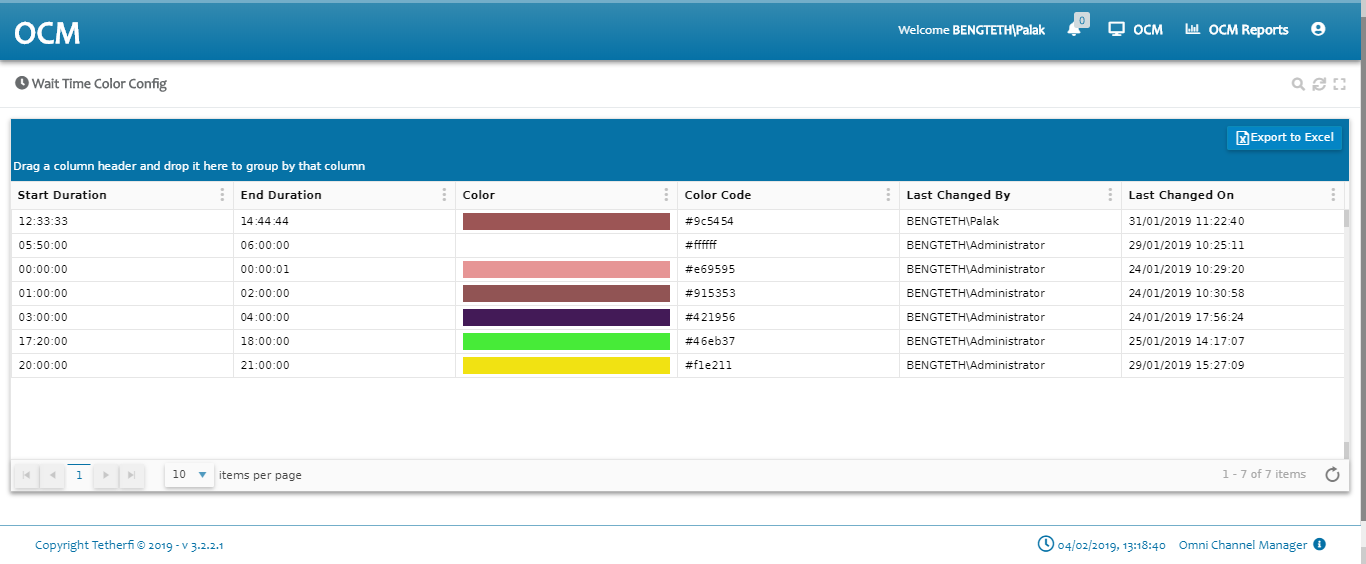 OCM
Welcome BENGTETH\Palak 0 OCM OCM Reports
Wait Time Color Config
Export to Excel
Drag a column header and drop it here to group by that column
Start Duration End Duration Color Color Code Last Changed By Last Changed On
12:33:33 14:44:44 #9c5454 BENGTETH\Palak 31/01/2019 11:22:40
05:50:00 06:00:00 #ffffff BENGTETH\Administrator 29/01/2019 10:25:11
00:00:00 00:00:01 #e69595 BENGTETH\Administrator 24/01/2019 10:29:20
01:00:00 02:00:00 #915353 BENGTETH\Administrator 24/01/2019 10:30:58
03:00:00 04:00:00 #421956 BENGTETH\Administrator 24/01/2019 17:56:24
17:20:00 18:00:00 #46eb37 BENGTETH\Administrator 25/01/2019 14:17:07
20:00:00 21:00:00 #f1e211 BENGTETH\Administrator 29/01/2019 15:27:09
1 10 items per page 1 - 7 of 7 items
Copyright Tetherfi © 2019 - v 3.2.2.1 04/02/2019, 13:18:40 Omni Channel Manager